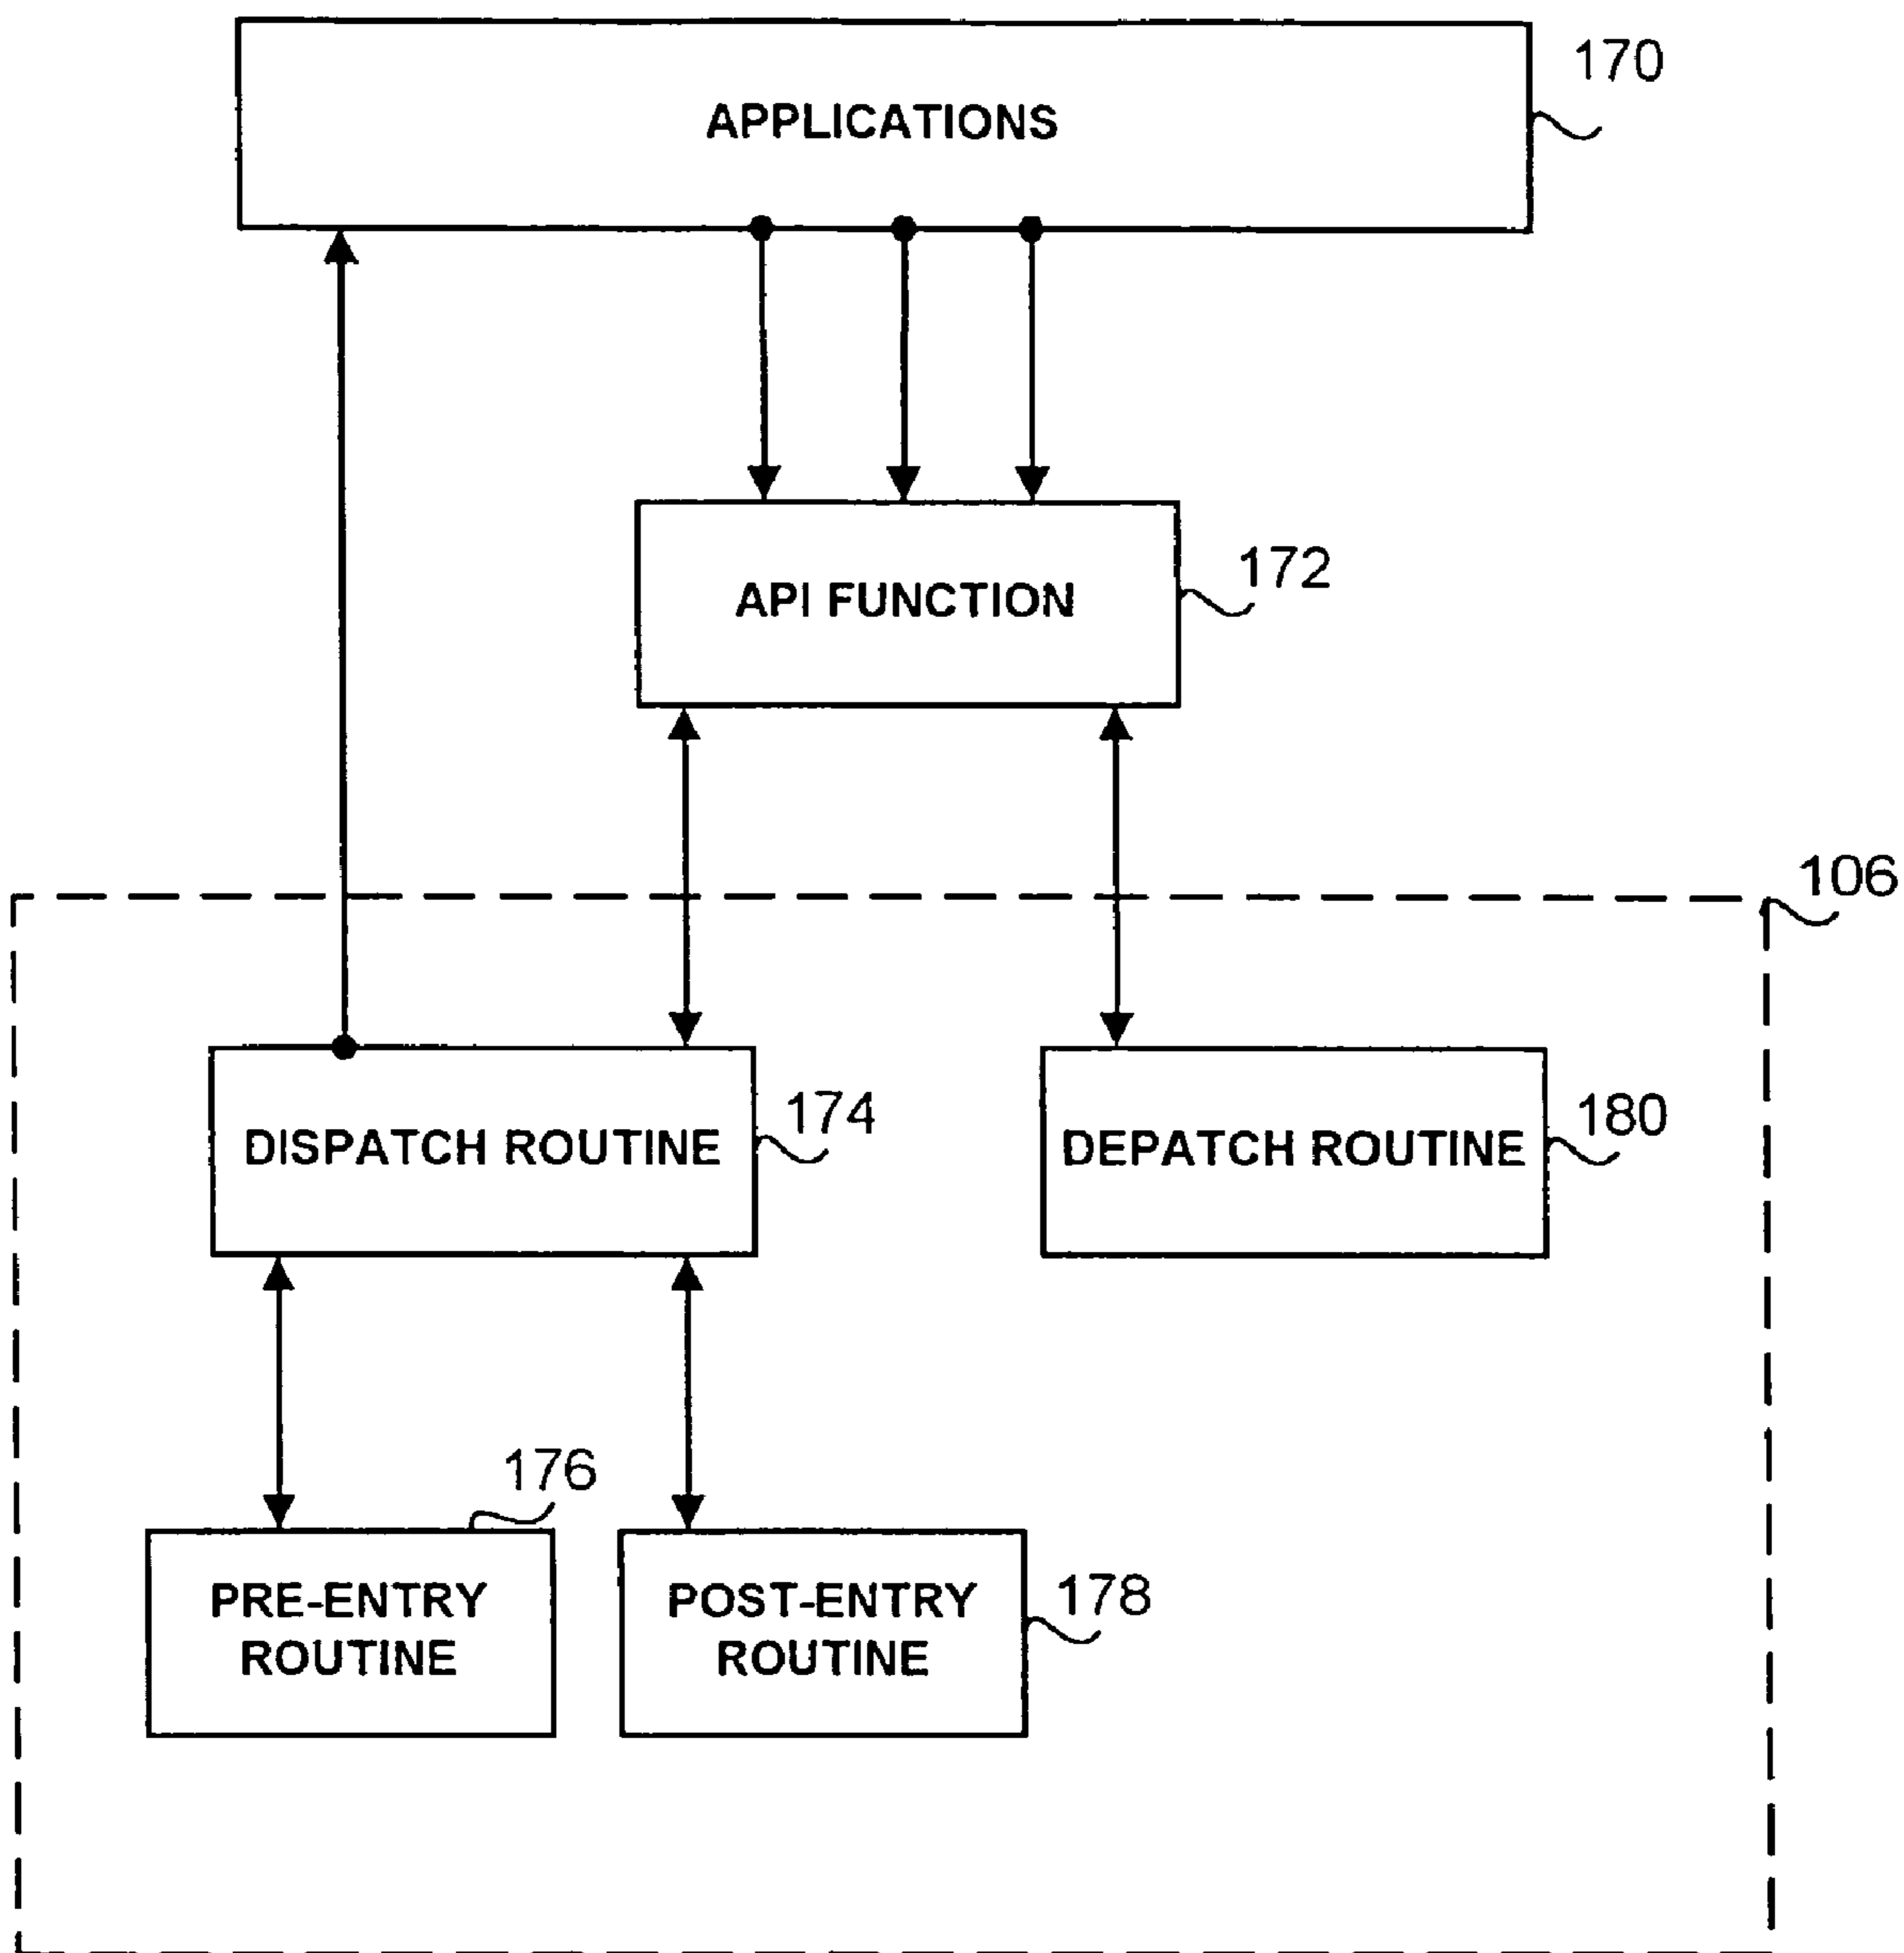 170
APPLICATIONS
172
API FUNCTION
106
174
DISPATCH ROUTINE
180
DEPATCH ROUTINE
176
PRE-ENTRY
ROUTINE
178
POST-ENTRY
ROUTINE